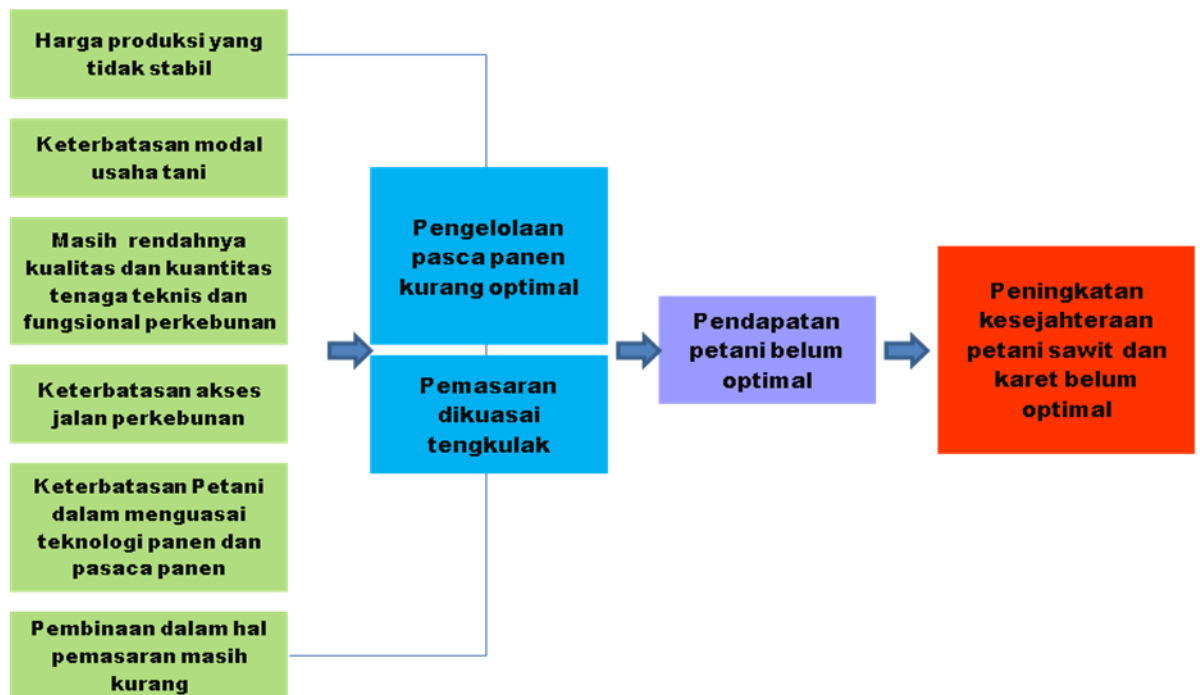 Harga produksi yang
tidak stabil
Keterbatasan modal
usaha tani
Masih rendahnya
kualitas dan kuantitas
tenaga teknis dan
fungsional perkebunan
Keterbatasan akses
jalan perkebunan
Keterbatasan Petani
dalam menguasai
teknologi panen dan
pasaca panen
Pembinaan dalam hal
pemasaran masih
kurang
Pengelolaan
pasca panen
kurang optimal
Pemasaran
dikuasai
tengkulak
Pendapatan
petani belum
optimal
Peningkatan
kesejahteraan
petani sawit dan
karet belum
optimal